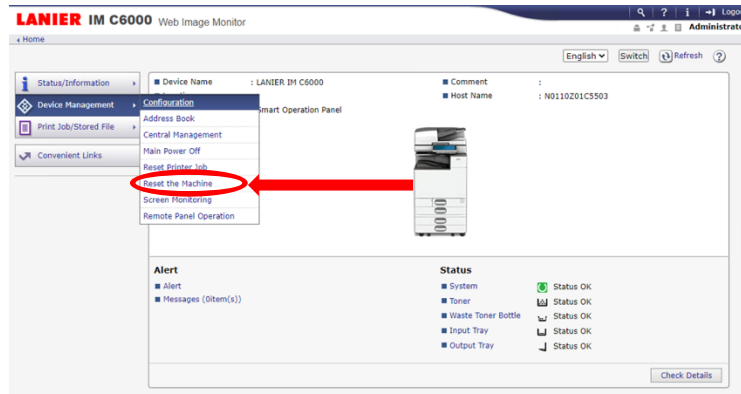 LANIER IM C6000 Web Image Monitor
? i Logo
Home
Administrato
English Switch Refresh ?
Status/Information
Device Management
Print Job/Stored File
Convenient Links
Configuration
Address Book
Central Management
Main Power Off
Reset Printer Job
Reset the Machine
Screen Monitoring
Remote Panel Operation
Device Name : LANIER IM C6000
Smart Operation Panel
Comment :
Host Name : N0110Z01C5503
Alert
Alert
Messages (0item(s))
Status
System Status OK
Toner Status OK
Waste Toner Bottle Status OK
Input Tray Status OK
Output Tray Status OK
Check Details